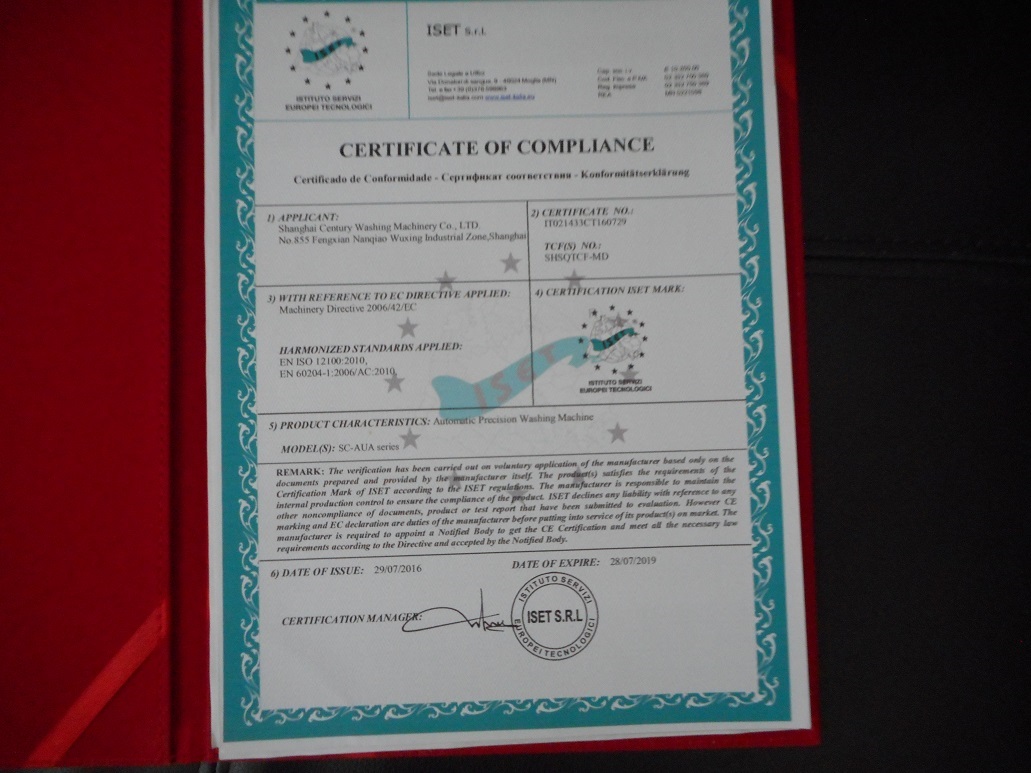 ISET
ISTITUTO SERVIZI
EUROPEI TECNOLOGICI
ISET S.r.l.
Sede Legale e Uffici
CERTIFICATE OF COMPLIANCE
Certificado de Conformidade - Сертификат соответствия - Konformitätserklärung
1) APPLICANT:
Shanghai Century Washing Machinery Co., LTD.
No.855 Fengxian Nanqiao Wuxing Industrial Zone,Shanghai
2) CERTIFICATE NO.:
IT021433CT160729
TCF(S) NO.:
SHSQTCF-MD
3) WITH REFERENCE TO EC DIRECTIVE APPLIED:
Machinery Directive 2006/42/EC
HARMONIZED STANDARDS APPLIED:
EN ISO 12100:2010,
EN 60204-1:2006/AC:2010,
4) CERTIFICATION ISET MARK:
ISET
ISTITUTO SERVIZI
EUROPEI TECNOLOGICI
ISET
5) PRODUCT CHARACTERISTICS: Automatic Precision Washing Machine
MODEL(S): SC-AUA series
REMARK: The verification has been carried out on voluntary application of the manufacturer based only on the
documents prepared and provided by the manufacturer itself. The product(s) satisfies the requirements of the
Certification Mark of ISET according to the ISET regulations. The manufacturer is responsible to maintain the
internal production control to ensure the compliance of the product. ISET declines any liability with reference to any
other noncompliance of documents, product or test report that have been submitted to evaluation. However CE
marking and EC declaration are duties of the manufacturer before putting into service of its product(s) on market. The
manufacturer is required to appoint a Notified Body to get the CE Certification and meet all the necessary law
requirements according to the Directive and accepted by the Notified Body.
6) DATE OF ISSUE: 29/07/2016
DATE OF EXPIRE: 28/07/2019
CERTIFICATION MANAGER:
ISTITUTO SERVIZI
ISET S.R.L
EUROPEI TECNOLOGICI